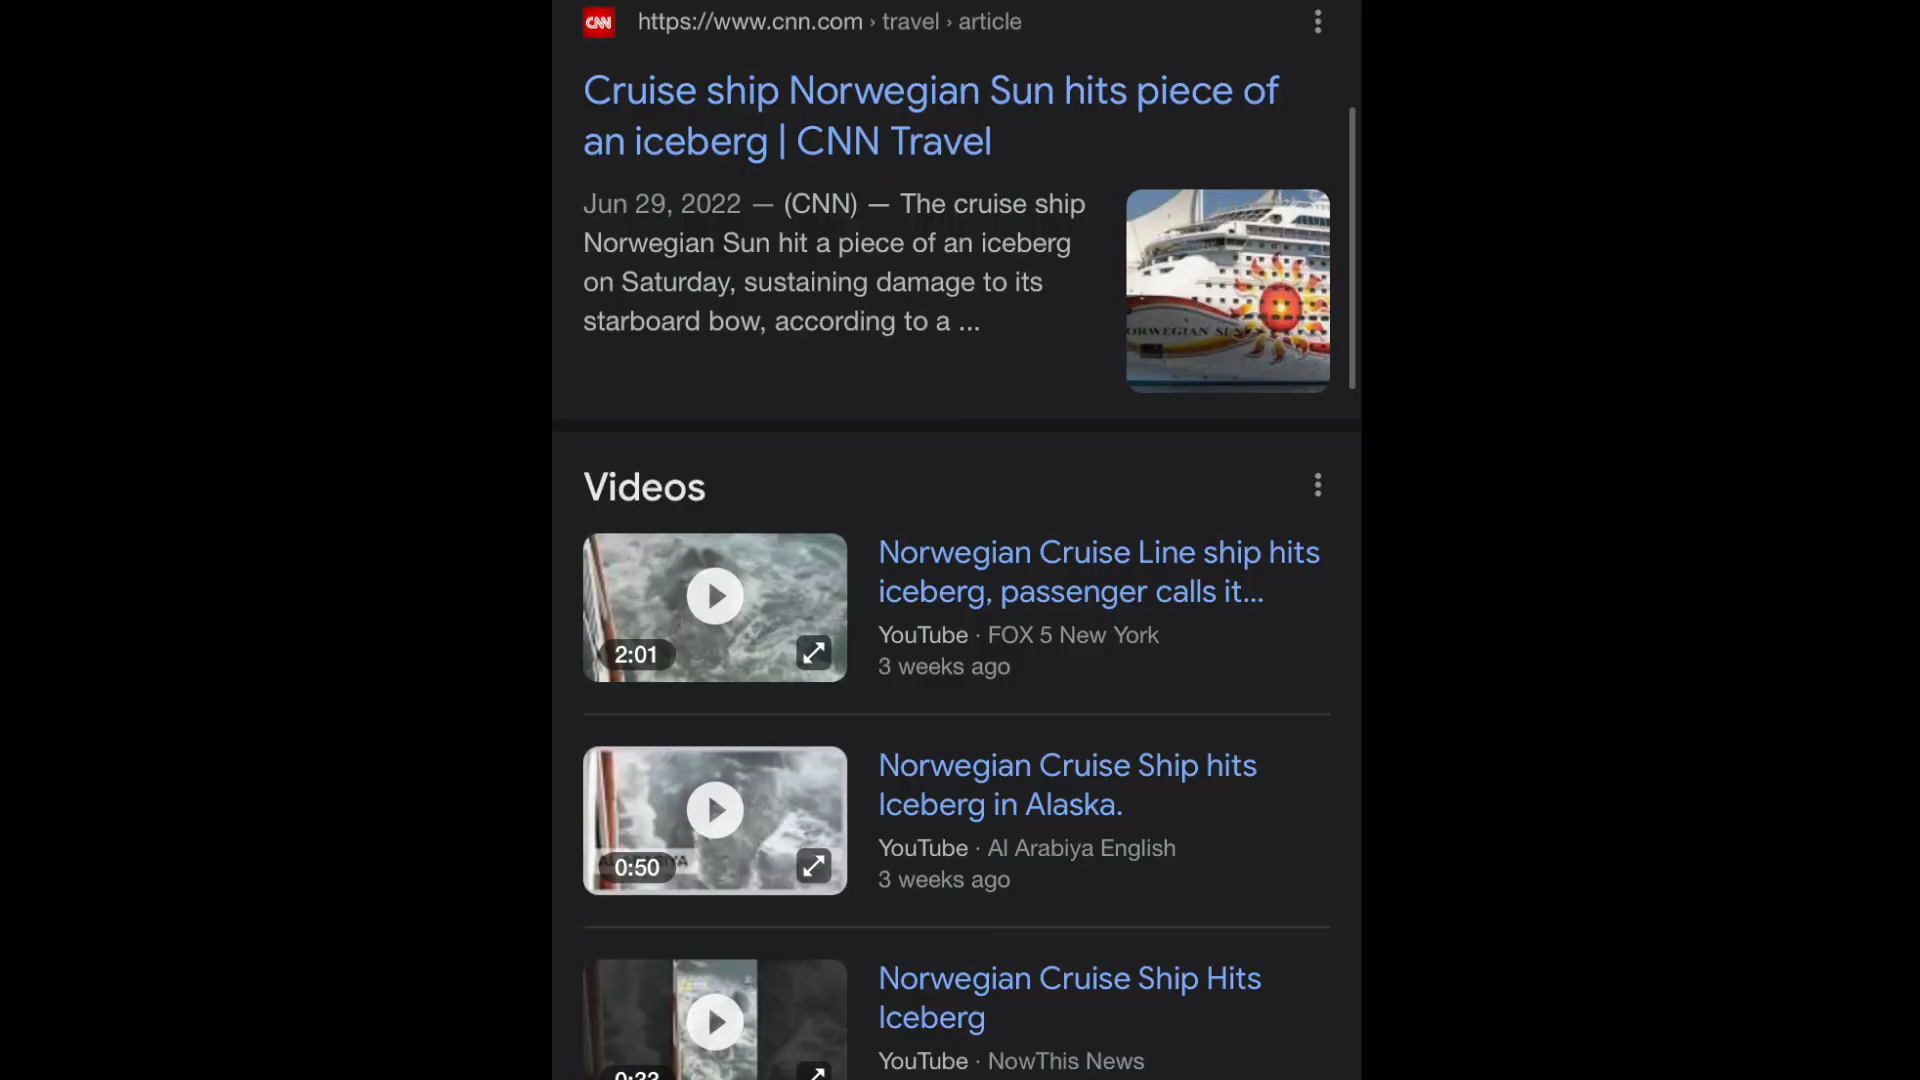 CNN
https://www.cnn.com › travel › article
Cruise ship Norwegian Sun hits piece of
an iceberg | CNN Travel
Jun 29, 2022 — (CNN) — The cruise ship
Norwegian Sun hit a piece of an iceberg
on Saturday, sustaining damage to its
starboard bow, according to a ...
Videos
2:01
Norwegian Cruise Line ship hits
iceberg, passenger calls it...
YouTube · FOX 5 New York
3 weeks ago
0:50
Norwegian Cruise Ship hits
Iceberg in Alaska.
YouTube · Al Arabiya English
3 weeks ago
0:33
Norwegian Cruise Ship Hits
Iceberg
YouTube · NowThis News